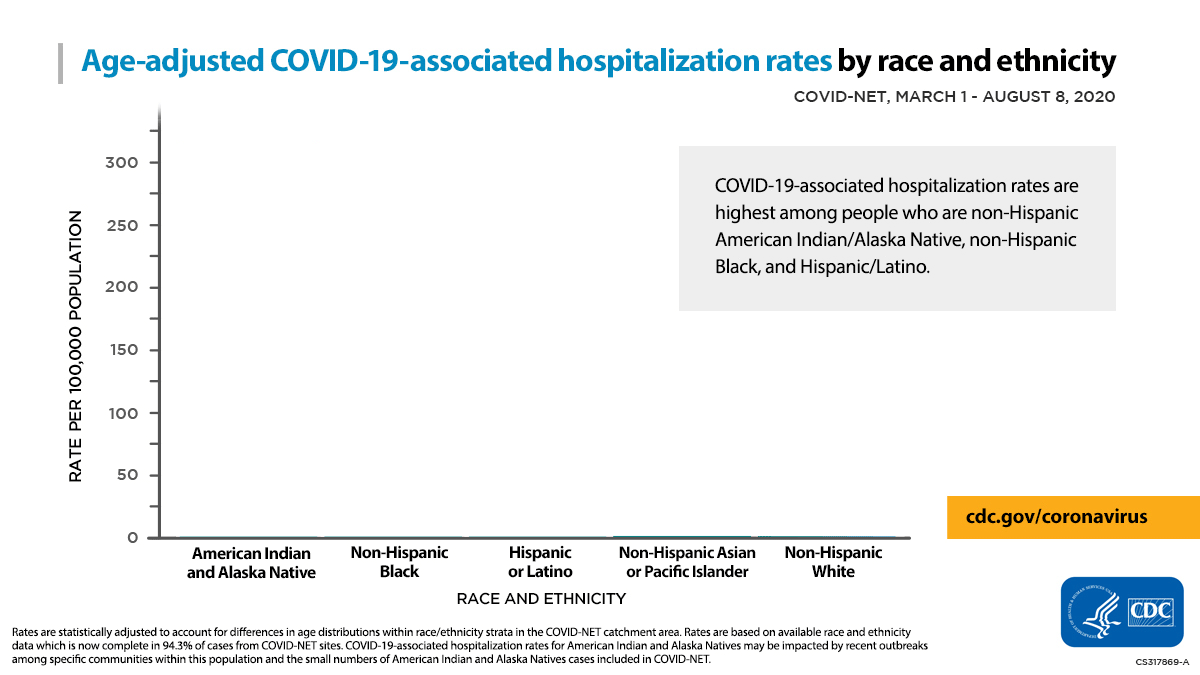 Age-adjusted COVID-19-associated hospitalization rates by race and ethnicity
COVID-NET, MARCH 1 - AUGUST 8, 2020
COVID-19-associated hospitalization rates are
highest among people who are non-Hispanic
American Indian/Alaska Native, non-Hispanic
Black, and Hispanic/Latino.
RATE PER 100,000 POPULATION
300
250
200
150
100
50
0
American Indian
and Alaska Native
Non-Hispanic
Black
Hispanic
or Latino
Non-Hispanic Asian
or Pacific Islander
Non-Hispanic
White
RACE AND ETHNICITY
cdc.gov/coronavirus
CDC
Rates are statistically adjusted to account for differences in age distributions within race/ethnicity strata in the COVID-NET catchment area. Rates are based on available race and ethnicity
data which is now complete in 94.3% of cases from COVID-NET sites. COVID-19-associated hospitalization rates for American Indian and Alaska Natives may be impacted by recent outbreaks
among specific communities within this population and the small numbers of American Indian and Alaska Natives cases included in COVID-NET.
CS317869-A